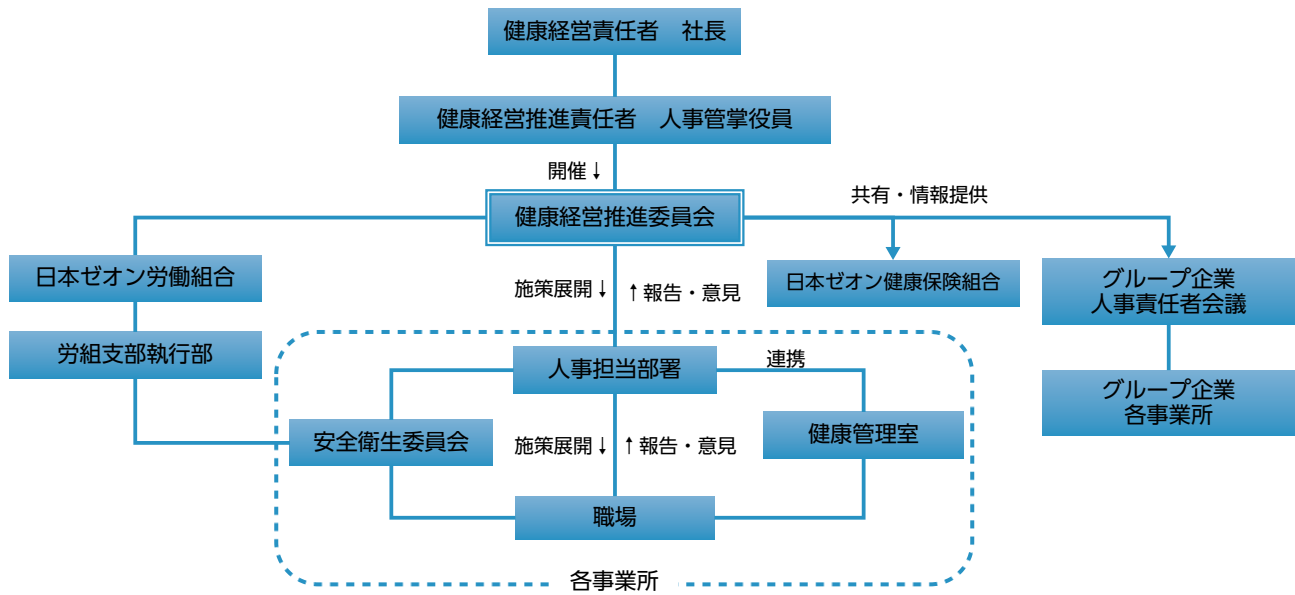 健康経営責任者　社長
健康経営推進責任者　人事管掌役員
開催↓
健康経営推進委員会
共有・情報提供
日本ゼオン労働組合
日本ゼオン健康保険組合
グループ企業
人事責任者会議
施策展開↓
↑報告・意見
労組支部執行部
人事担当部署
連携
グループ企業
各事業所
安全衛生委員会
施策展開↓
↑報告・意見
健康管理室
職場
各事業所